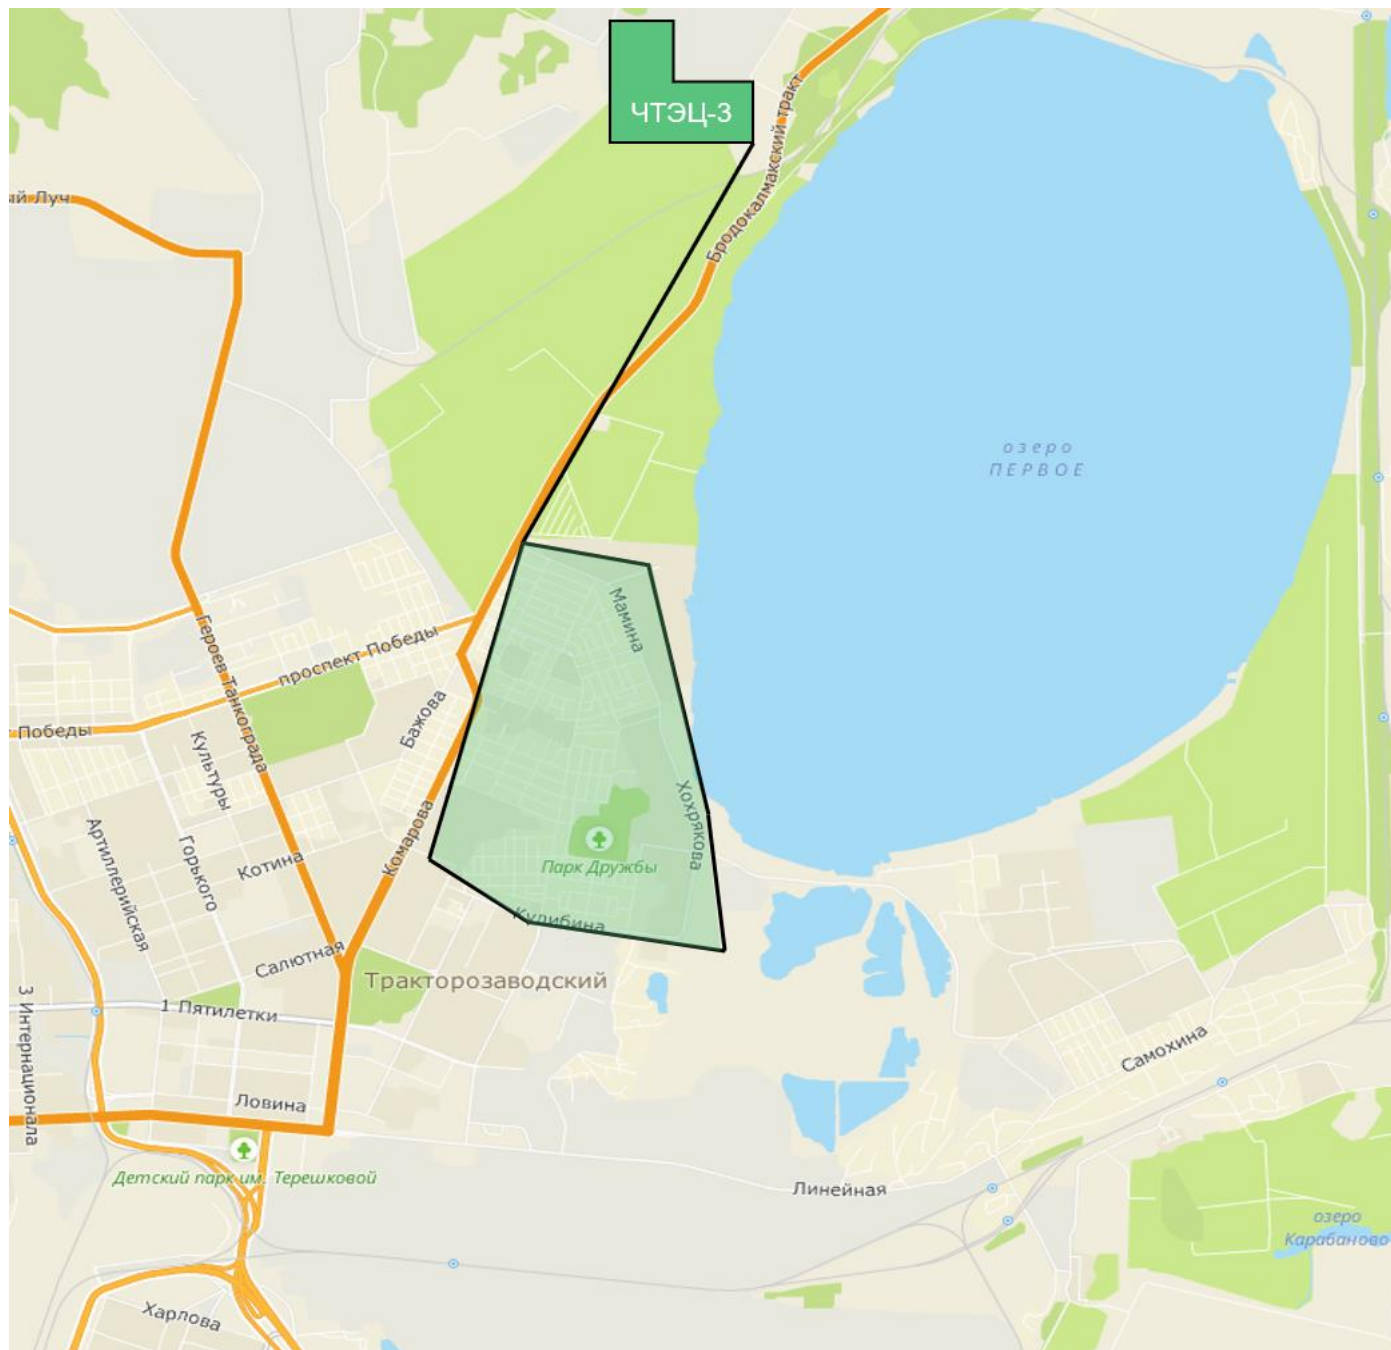 ЧТЭЦ-3
Бродокалмакский тракт
ый Луч
озеро
ПЕРВОЕ
Мамина
Героев Танкограда
проспект Победы
Победы
Бажова
Культуры
Хохрякова
Комарова
Артиллерийская
Горького
Котина
Парк Дружбы
Кулибина
Салютная
Тракторозаводский
3 Интернационала
1 Пятилетки
Самохина
Ловина
Детский парк им. Терешковой
Линейная
озеро
Карабаново
Харлова